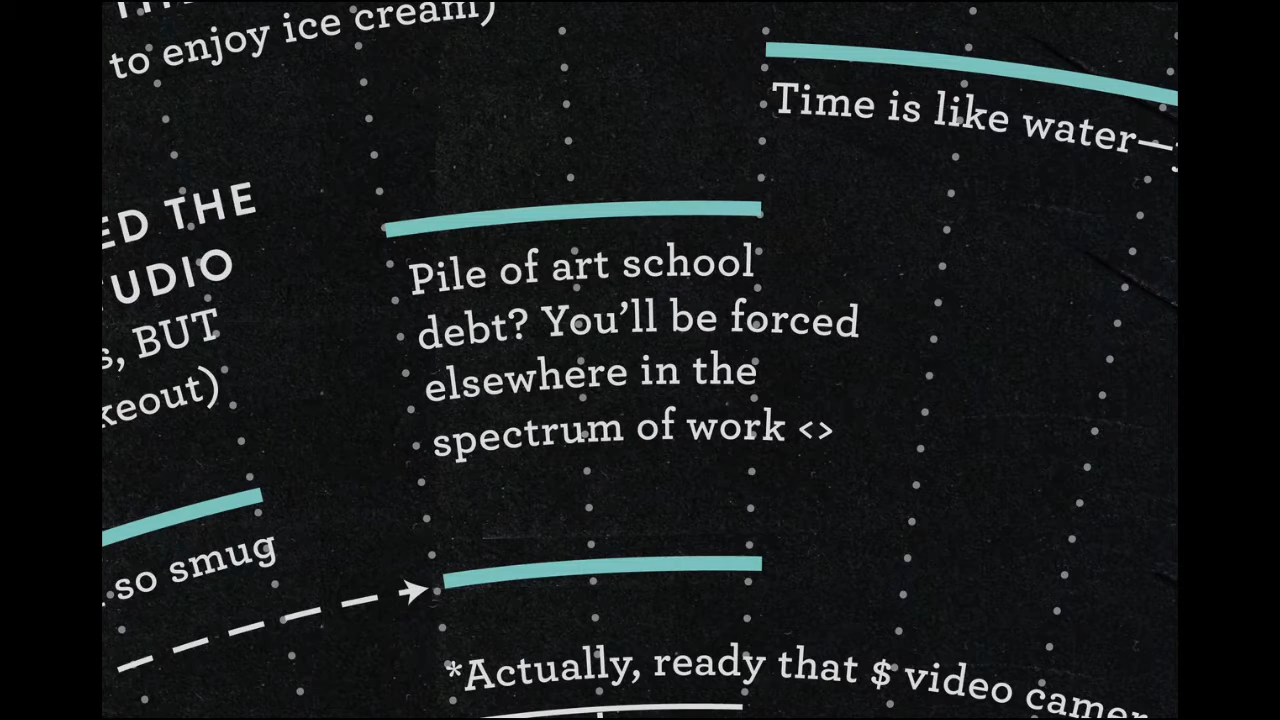 to enjoy ice cream)
Time is like water—
ED THE
UDIO
, BUT
keout)
Pile of art school
debt? You'll be forced
elsewhere in the
spectrum of work <>
so smug
*Actually, ready that $ video camer